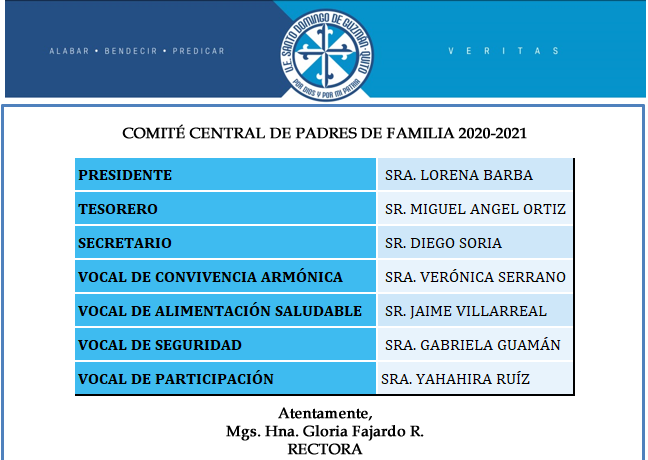 ALABAR • BENDECIR • PREDICAR
U.E. SANTO DOMINGO DE GUZMÁN-QUITO
POR DIOS Y POR MI PATRIA
VERITAS
COMITÉ CENTRAL DE PADRES DE FAMILIA 2020-2021
PRESIDENTE SRA. LORENA BARBA
TESORERO SR. MIGUEL ANGEL ORTIZ
SECRETARIO SR. DIEGO SORIA
VOCAL DE CONVIVENCIA ARMÓNICA SRA. VERÓNICA SERRANO
VOCAL DE ALIMENTACIÓN SALUDABLE SR. JAIME VILLARREAL
VOCAL DE SEGURIDAD SRA. GABRIELA GUAMÁN
VOCAL DE PARTICIPACIÓN SRA. YAHAHIRA RUÍZ
Atentamente,
Mgs. Hna. Gloria Fajardo R.
RECTORA